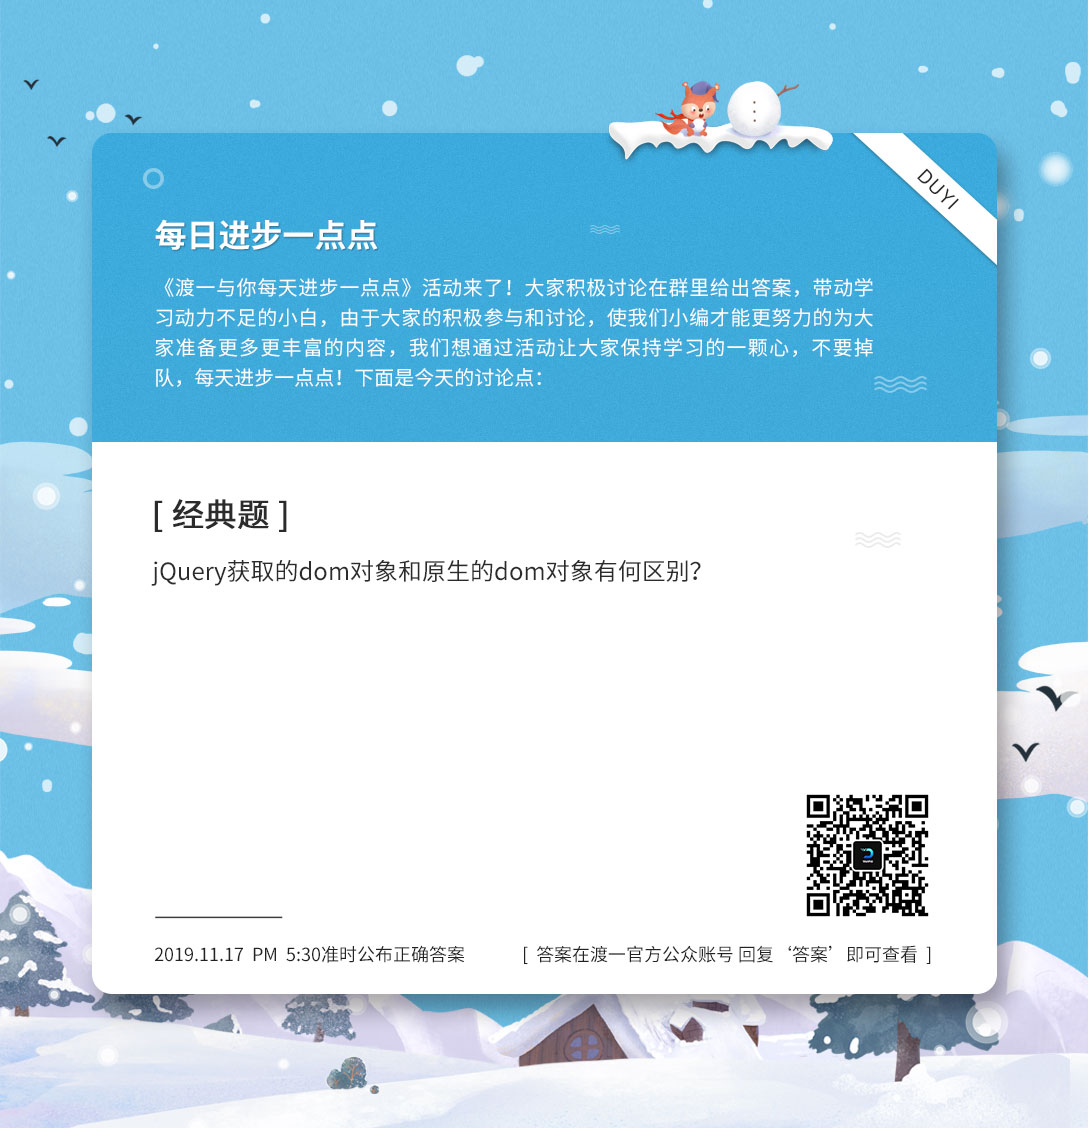 DUYI
每日进步一点点
《渡一与你每天进步一点点》活动来了！大家积极讨论在群里给出答案，带动学
习动力不足的小白，由于大家的积极参与和讨论，使我们小编才能更努力的为大
家准备更多更丰富的内容，我们想通过活动让大家保持学习的一颗心，不要掉
队，每天进步一点点！下面是今天的讨论点：
[ 经典题 ]
jQuery获取的dom对象和原生的dom对象有何区别？
2019.11.17 PM 5:30准时公布正确答案 [ 答案在渡一官方公众账号 回复‘答案’即可查看 ]